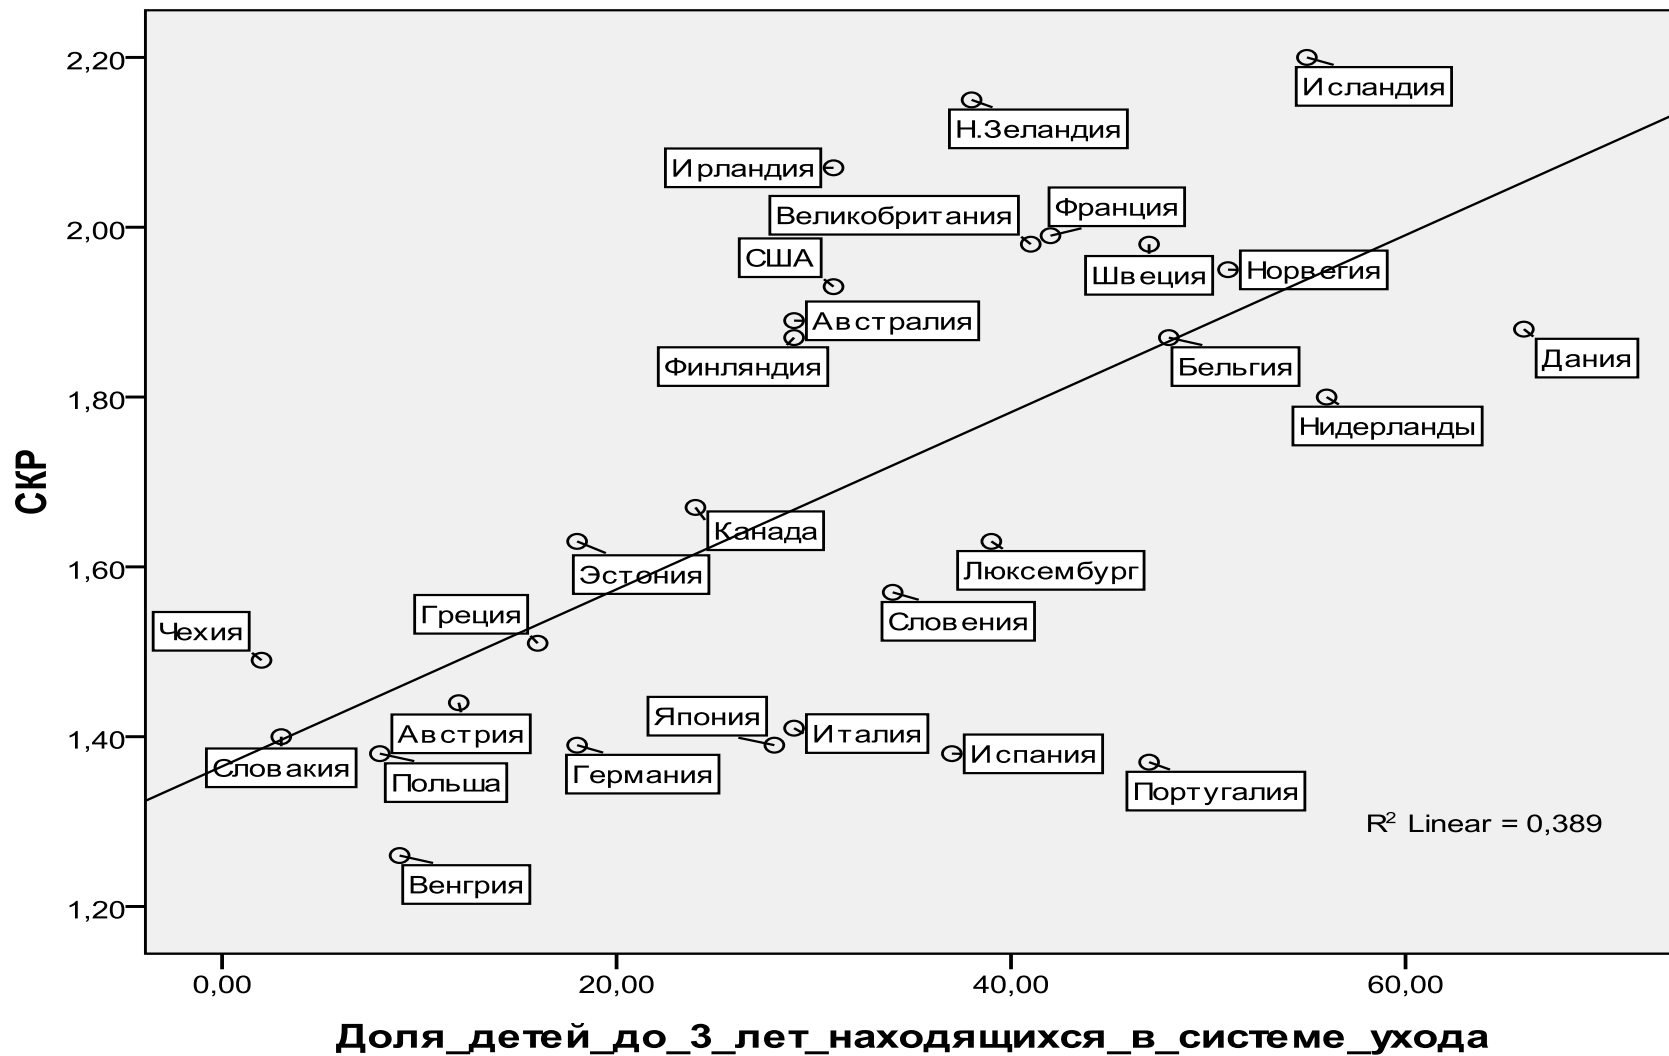 2,20
Исландия
Н.Зеландия
Ирландия
Франция
Великобритания
2,00
США
Швеция
Норвегия
Австралия
Финляндия
Бельгия
Дания
1,80
Нидерланды
СКР
Канада
1,60
Эстония
Люксембург
Греция
Словения
Чехия
Япония
1,40
Австрия
Италия
Испания
Словакия
Польша
Германия
Португалия
R² Linear = 0,389
Венгрия
1,20
0,00 20,00 40,00 60,00
Доля_детей_до_3_лет_находящихся_в_системе_ухода